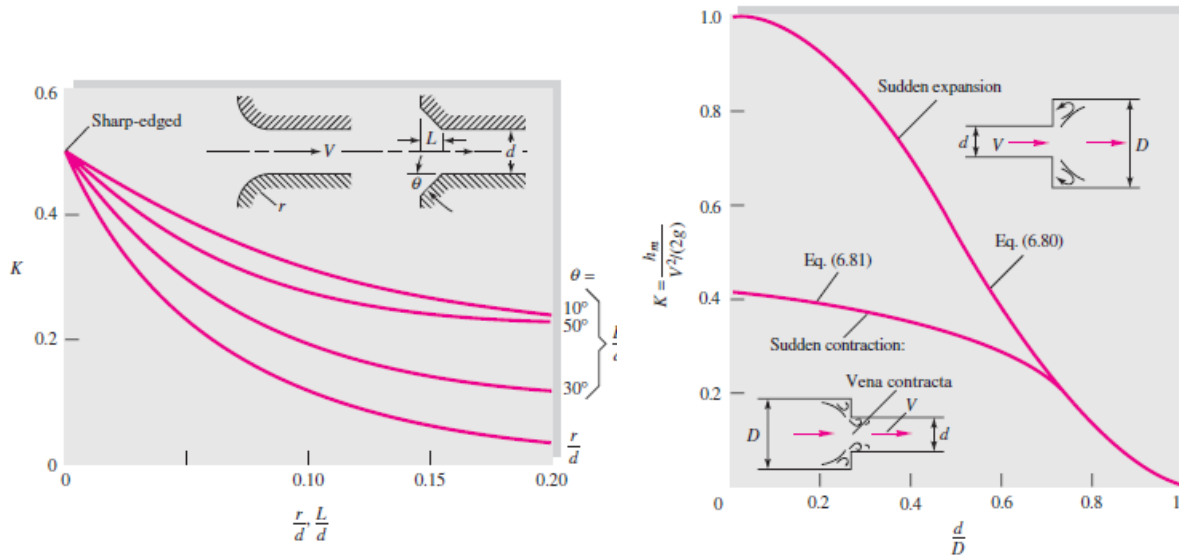 0.6
Sharp-edged
V
L
d
θ
r
0.4
K
θ =
10°
50°
0.2
30°
r/d
0
0
0.10
0.15
0.20
r/d, L/d
1.0
Sudden expansion
0.8
d
V
D
0.6
Eq. (6.80)
Eq. (6.81)
K = h_m/V²/(2g)
0.4
Sudden contraction:
Vena contracta
0.2
V
D
d
0
0.2
0.4
0.6
0.8
1
d/D